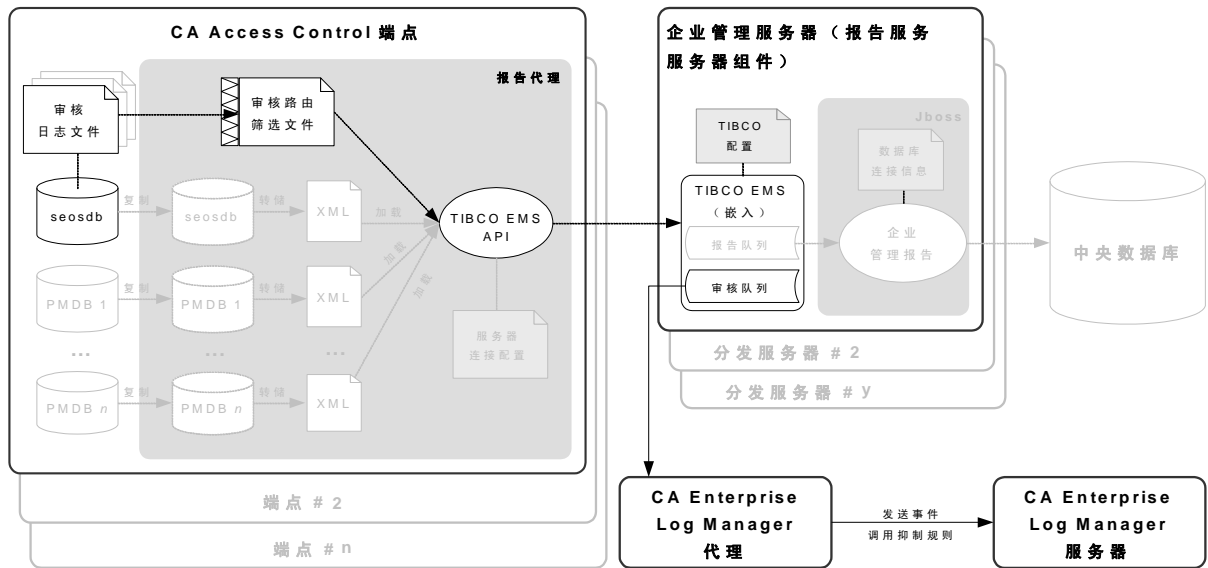 CA Access Control 端点
报告代理
审核
日志文件
审核路由
筛选文件
seosdb
复制
seosdb
转储
XML
加载
TIBCO EMS
API
加载
加载
PMDB 1
复制
PMDB 1
转储
XML
...
...
...
服务器
连接配置
PMDB n
复制
PMDB n
转储
XML
端点 # 2
端点 # n
企业管理服务器（报告服务
服务器组件）
TIBCO
配置
TIBCO EMS
（嵌入）
报告队列
审核队列
Jboss
数据库
连接信息
企业
管理报告
中央数据库
分发服务器 # 2
分发服务器 # y
CA Enterprise
Log Manager
代理
发送事件
调用抑制规则
CA Enterprise
Log Manager
服务器